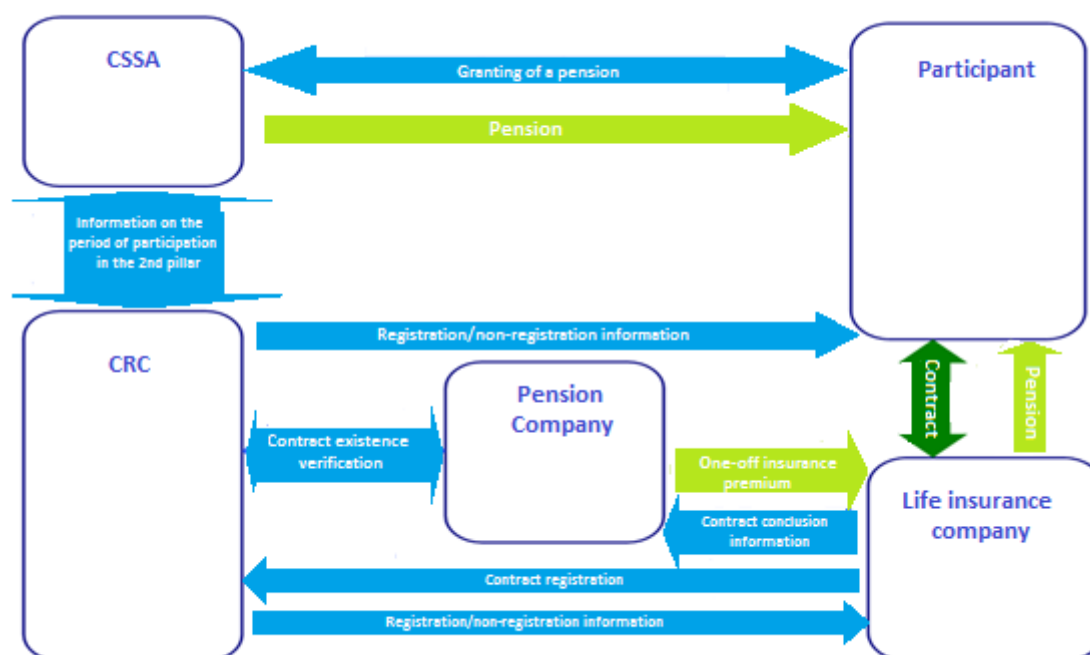 CSSA
Granting of a pension
Participant
Pension
Information on the
period of participation
in the 2nd pillar
Registration/non-registration information
CRC
Pension
Company
Contract
Pension
Contract existence
verification
One-off insurance
premium
Life insurance
company
Contract conclusion
information
Contract registration
Registration/non-registration information